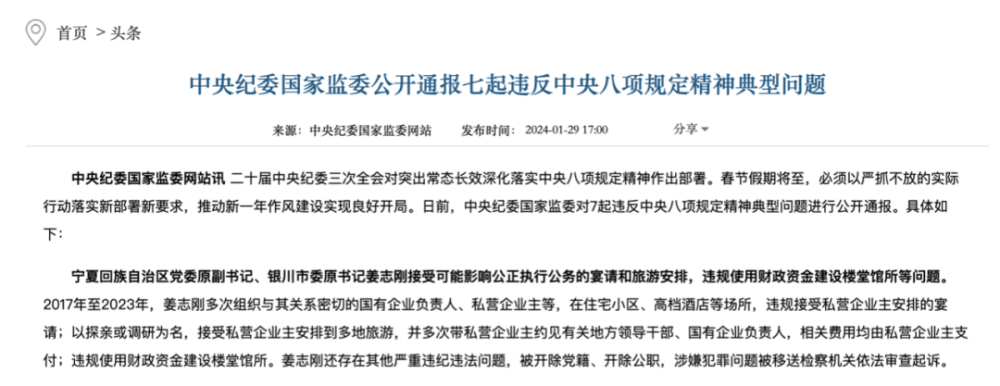 首页 > 头条
中央纪委国家监委公开通报七起违反中央八项规定精神典型问题
来源：中央纪委国家监委网站 发布时间：2024-01-29 17:00 分享
中央纪委国家监委网站讯 二十届中央纪委三次全会对突出常态长效深化落实中央八项规定精神作出部署。春节假期将至，必须以严抓不放的实际
行动落实新部署新要求，推动新一年作风建设实现良好开局。日前，中央纪委国家监委对7起违反中央八项规定精神典型问题进行公开通报。具体如
下：
宁夏回族自治区党委原副书记、银川市委原书记姜志刚接受可能影响公正执行公务的宴请和旅游安排，违规使用财政资金建设楼堂馆所等问题。
2017年至2023年，姜志刚多次组织与其关系密切的国有企业负责人、私营企业主等，在住宅小区、高档酒店等场所，违规接受私营企业主安排的宴
请；以探亲或调研为名，接受私营企业主安排到多地旅游，并多次带私营企业主约见有关地方领导干部、国有企业负责人，相关费用均由私营企业主支
付；违规使用财政资金建设楼堂馆所。姜志刚还存在其他严重违纪违法问题，被开除党籍、开除公职，涉嫌犯罪问题被移送检察机关依法审查起诉。